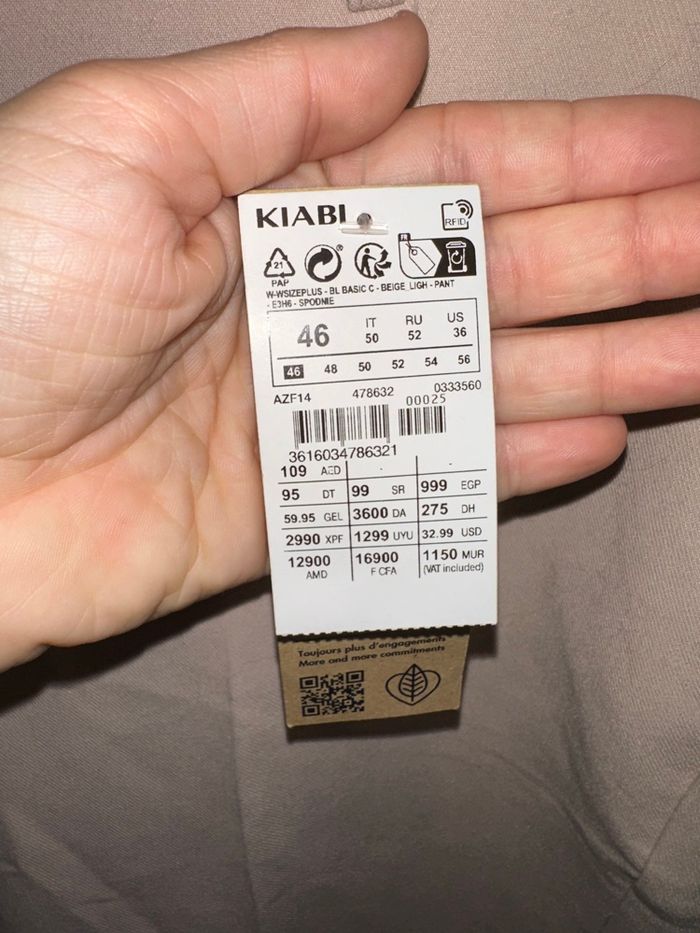 KIABI
RFID
21
PAP
FR
W-WSIZEPLUS - BL BASIC C - BEIGE LIGH - PANT
- E3H6 - SPODNIE
46 IT 50 RU 52 US 36
46 48 50 52 54 56
AZF14 478632 0333560
00025
3616034786321
109 AED - -
95 DT 99 SR 999 EGP
59.95 GEL 3600 DA 275 DH
2990 XPF 1299 UYU 32.99 USD
12900 AMD 16900 F CFA 1150 MUR
(VAT included)
Toujours plus d'engagements
More and more commitments